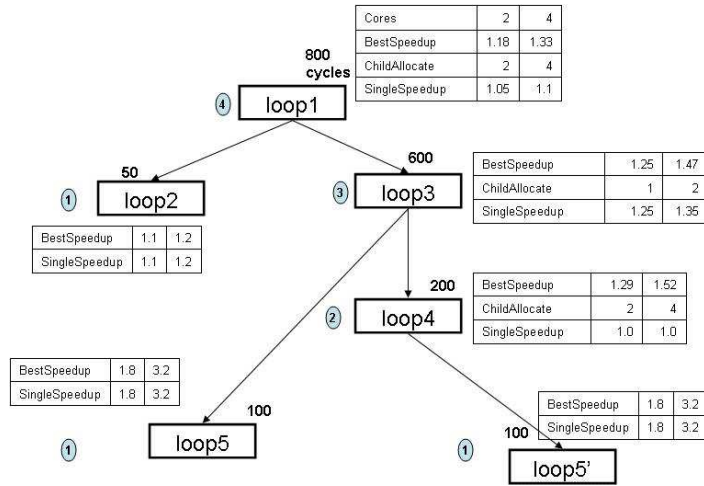 Cores 2 4
BestSpeedup 1.18 1.33
ChildAllocate 2 4
SingleSpeedup 1.05 1.1
800
cycles
4
loop1
50
1
loop2
BestSpeedup 1.1 1.2
SingleSpeedup 1.1 1.2
600
3
loop3
BestSpeedup 1.25 1.47
ChildAllocate 1 2
SingleSpeedup 1.25 1.35
200
2
loop4
BestSpeedup 1.29 1.52
ChildAllocate 2 4
SingleSpeedup 1.0 1.0
BestSpeedup 1.8 3.2
SingleSpeedup 1.8 3.2
100
1
loop5
BestSpeedup 1.8 3.2
SingleSpeedup 1.8 3.2
100
1
loop5'